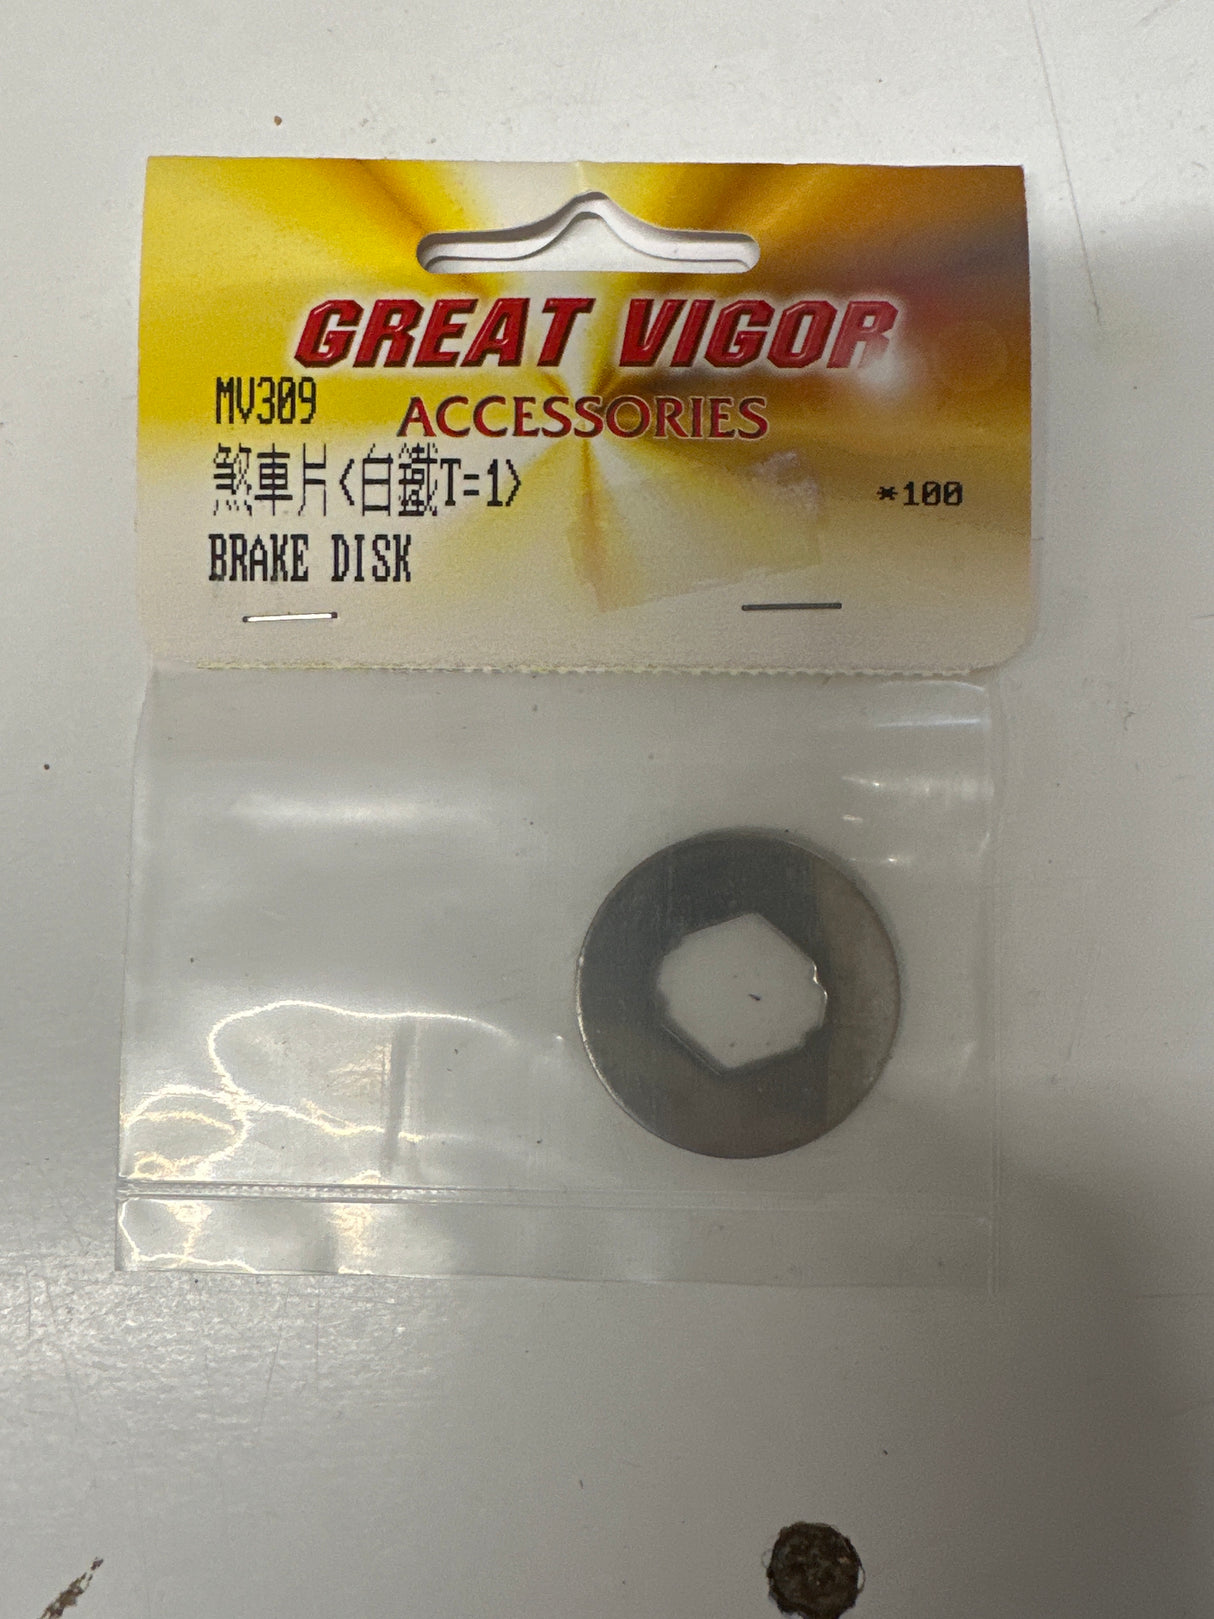 GREAT VIGOR
MV309
ACCESSORIES
煞車片<白鐵T=1>
*100
BRAKE DISK